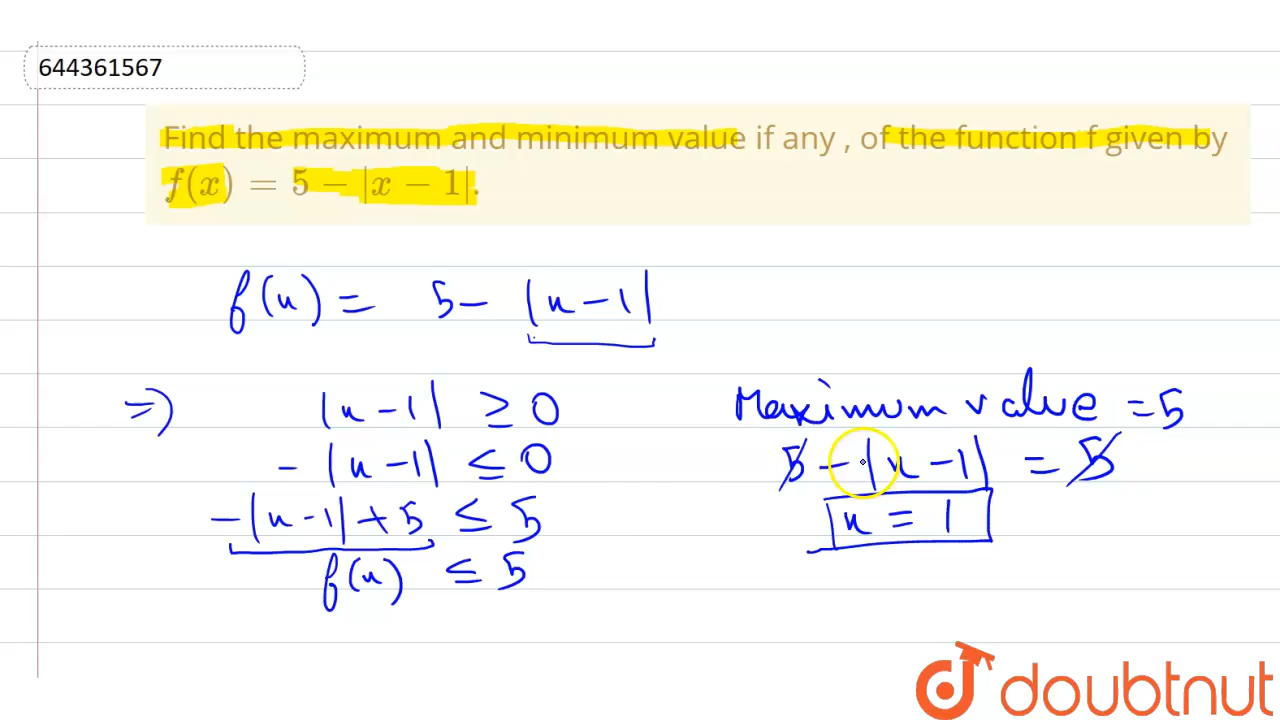 644361567
Find the maximum and minimum value if any , of the function f given by
f(x) = 5 − |x − 1|.
f(x) = 5 - |x - 1|
=> |x - 1| ≥ 0
- |x - 1| ≤ 0
- |x - 1| + 5 ≤ 5
f(x) ≤ 5
Maximum value = 5
5 - |x - 1| = 5
x = 1
doubtnut